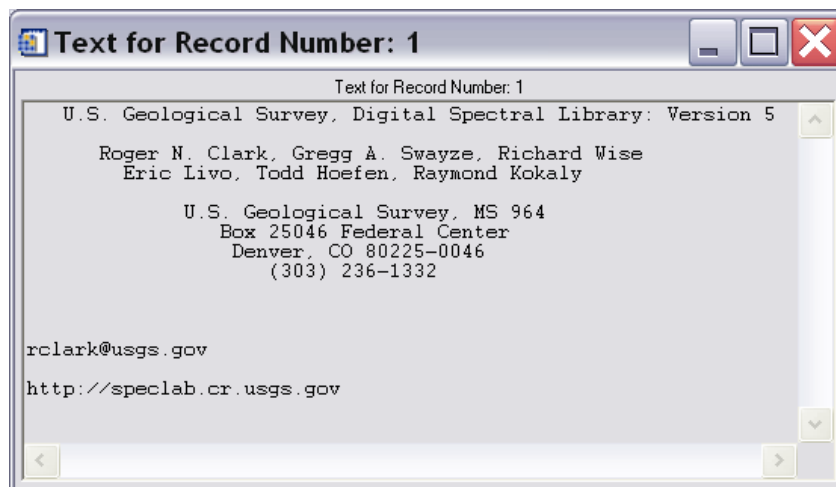 Text for Record Number: 1
Text for Record Number: 1
U.S. Geological Survey, Digital Spectral Library: Version 5
Roger N. Clark, Gregg A. Swayze, Richard Wise
Eric Livo, Todd Hoefen, Raymond Kokaly
U.S. Geological Survey, MS 964
Box 25046 Federal Center
Denver, CO 80225-0046
(303) 236-1332
rclark@usgs.gov
http://speclab.cr.usgs.gov